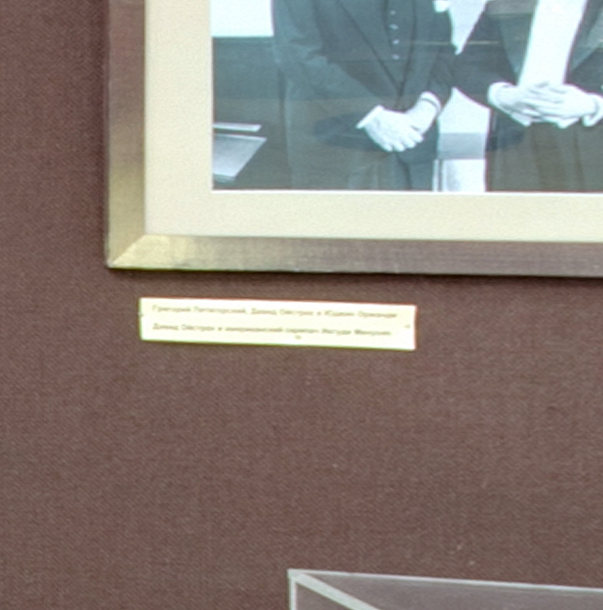 Григорий Пятигорский, Давид Ойстрах и Юджин Орманди
Давид Ойстрах и американский скрипач Иегуди Менухин